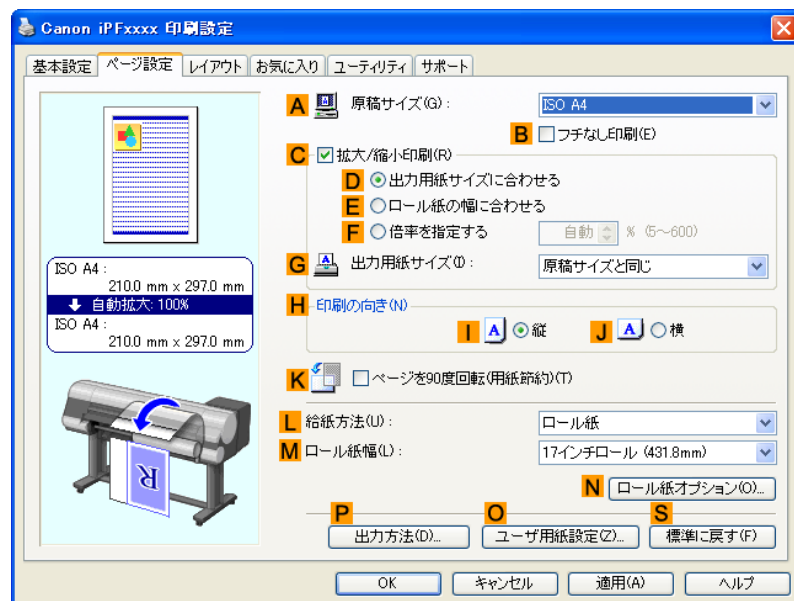 Canon iPFxxxx 印刷設定
基本設定 ページ設定 レイアウト お気に入り ユーティリティ サポート
A 原稿サイズ(G) : ISO A4
B フチなし印刷(E)
C 拡大/縮小印刷(R)
D 出力用紙サイズに合わせる
E ロール紙の幅に合わせる
F 倍率を指定する 自動 % (5～600)
G 出力用紙サイズ(I) : 原稿サイズと同じ
H 印刷の向き(N)
I A 縦 J A 横
K ページを90度回転(用紙節約)(T)
L 給紙方法(U) : ロール紙
M ロール紙幅(L) : 17インチロール (431.8mm)
N ロール紙オプション(O)...
P O S
出力方法(D)... ユーザ用紙設定(Z)... 標準に戻す(F)
ISO A4 :
210.0 mm x 297.0 mm
自動拡大: 100%
ISO A4 :
210.0 mm x 297.0 mm
R
OK キャンセル 適用(A) ヘルプ